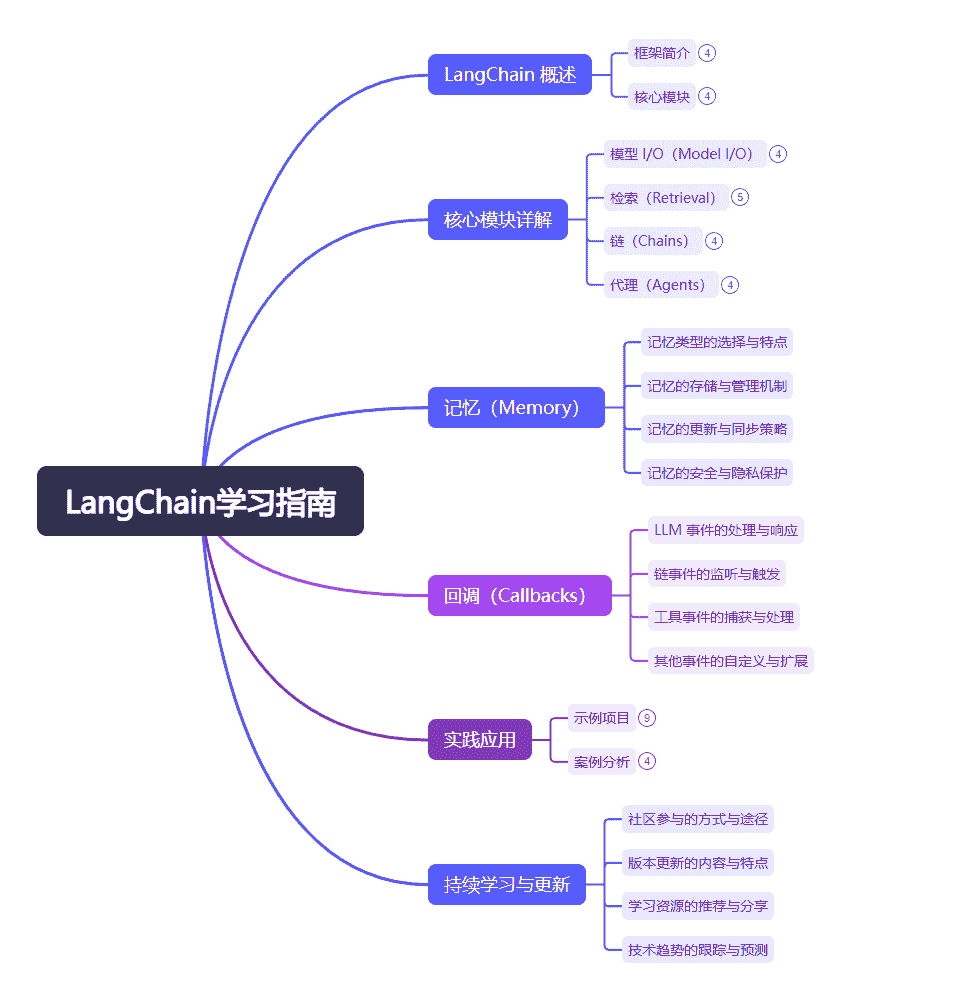 LangChain学习指南
LangChain 概述
框架简介 4
核心模块 4
核心模块详解
模型 I/O（Model I/O） 4
检索（Retrieval） 5
链（Chains） 4
代理（Agents） 4
记忆（Memory）
记忆类型的选择与特点
记忆的存储与管理机制
记忆的更新与同步策略
记忆的安全与隐私保护
回调（Callbacks）
LLM 事件的处理与响应
链事件的监听与触发
工具事件的捕获与处理
其他事件的自定义与扩展
实践应用
示例项目 9
案例分析 4
持续学习与更新
社区参与的方式与途径
版本更新的内容与特点
学习资源的推荐与分享
技术趋势的跟踪与预测